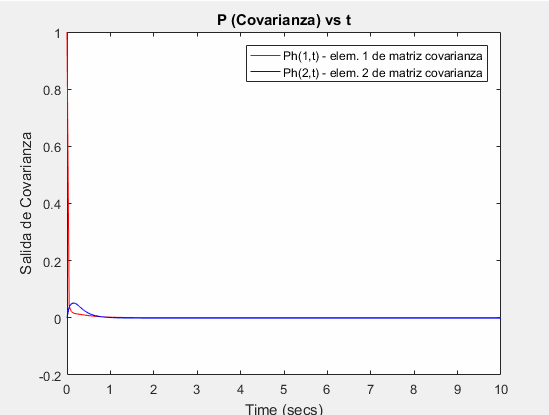 P (Covarianza) vs t
Ph(1,t) - elem. 1 de matriz covarianza
Ph(2,t) - elem. 2 de matriz covarianza
Salida de Covarianza
1
0.8
0.6
0.4
0.2
0
-0.2
0 1 2 3 4 5 6 7 8 9 10
Time (secs)